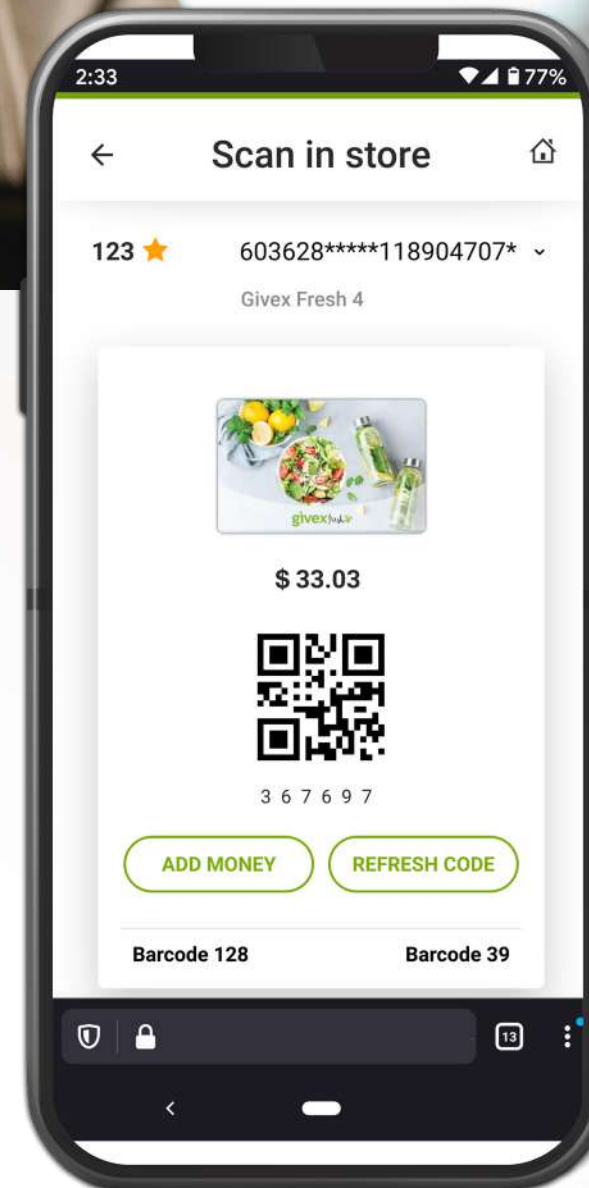 2:33 77%
Scan in store
123 603628*****118904707*
Givex Fresh 4
givex fresh
$ 33.03
3 6 7 6 9 7
ADD MONEY REFRESH CODE
Barcode 128 Barcode 39
13